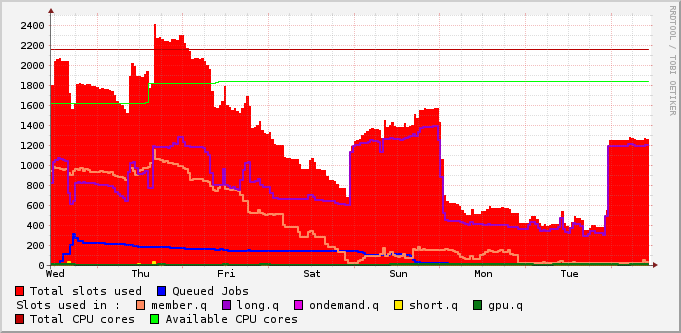 RRDTOOL / TOBI OETIKER
2400
2200
2000
1800
1600
1400
1200
1000
800
600
400
200
0
Wed Thu Fri Sat Sun Mon Tue
Total slots used Queued Jobs
Slots used in : member.q long.q ondemand.q short.q gpu.q
Total CPU cores Available CPU cores